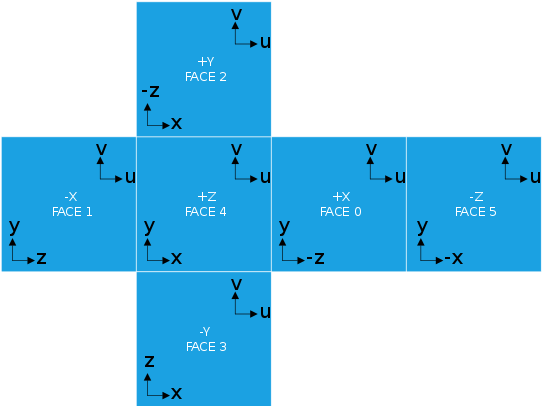 v
u
+Y
FACE 2
-z
x
v
u
-X
FACE 1
y
z
v
u
+Z
FACE 4
y
x
v
u
+X
FACE 0
y
-z
v
u
-Z
FACE 5
y
-x
v
u
-Y
FACE 3
z
x